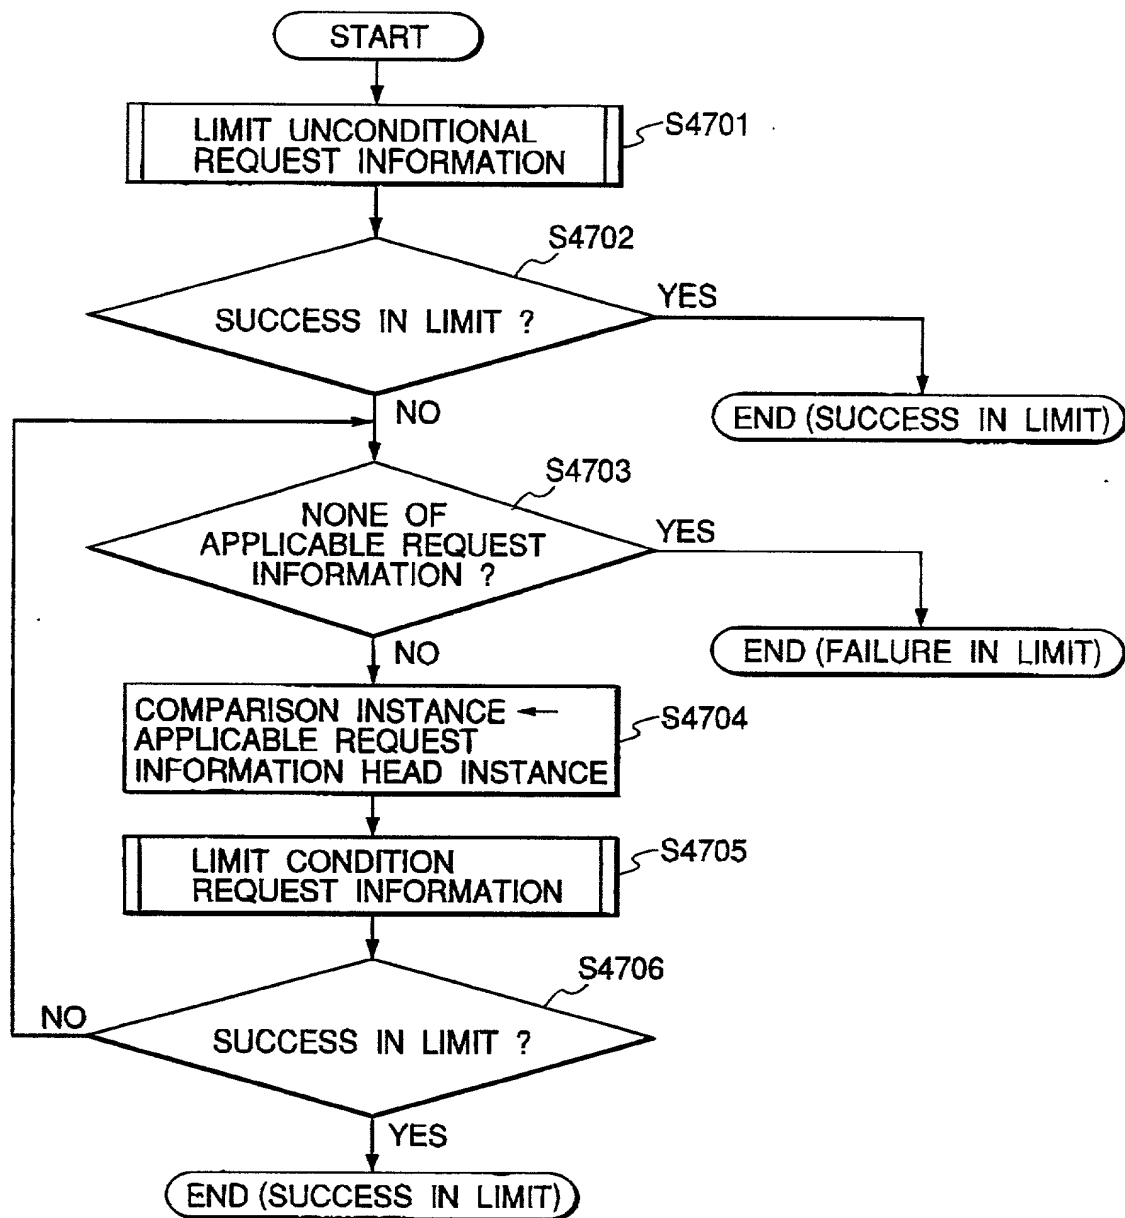 START
LIMIT UNCONDITIONAL
REQUEST INFORMATION
S4701
S4702
SUCCESS IN LIMIT ?
YES
END (SUCCESS IN LIMIT)
NO
S4703
NONE OF
APPLICABLE REQUEST
INFORMATION ?
YES
END (FAILURE IN LIMIT)
NO
COMPARISON INSTANCE ←
APPLICABLE REQUEST
INFORMATION HEAD INSTANCE
S4704
LIMIT CONDITION
REQUEST INFORMATION
S4705
S4706
NO
SUCCESS IN LIMIT ?
YES
END (SUCCESS IN LIMIT)